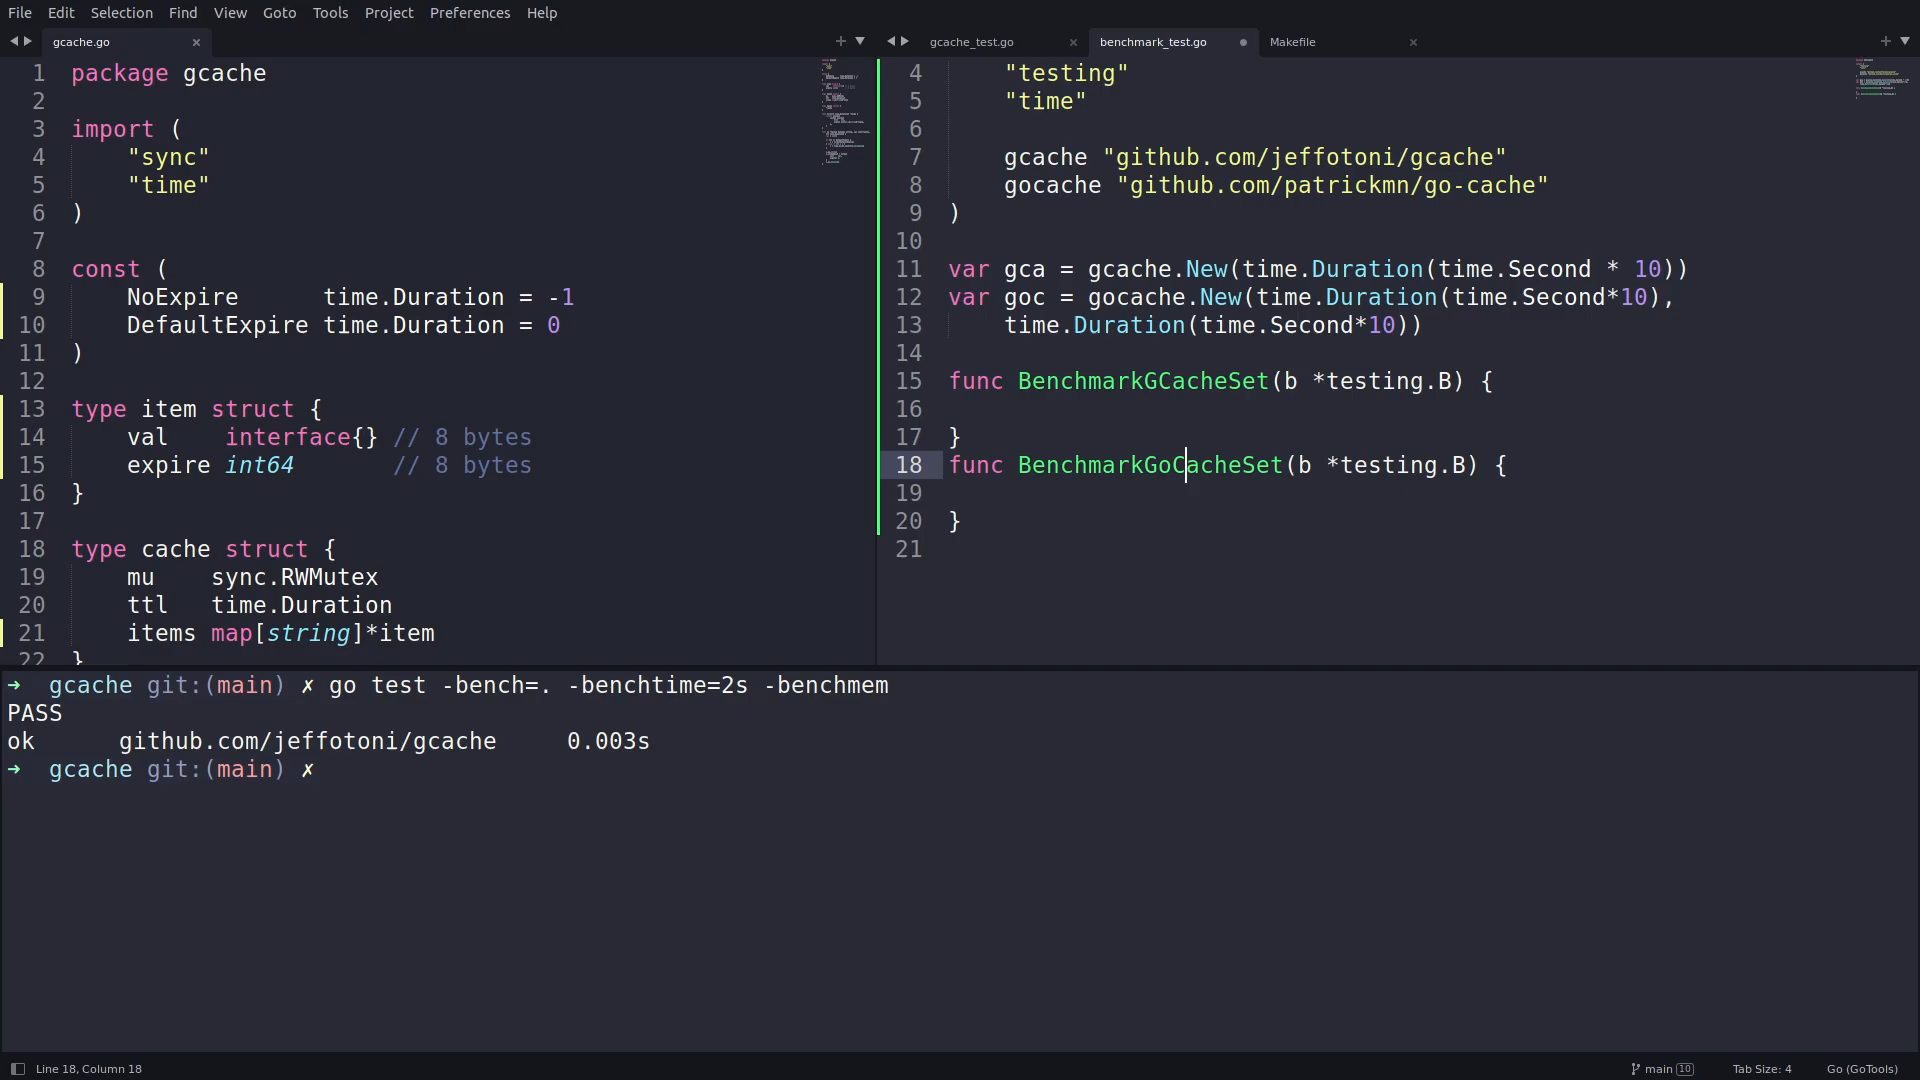 File Edit Selection Find View Goto Tools Project Preferences Help
gcache.go
gcache_test.go benchmark_test.go Makefile
1 package gcache
2
3 import (
4 "sync"
5 "time"
6 )
7
8 const (
9 NoExpire time.Duration = -1
10 DefaultExpire time.Duration = 0
11 )
12
13 type item struct {
14 val interface{} // 8 bytes
15 expire int64 // 8 bytes
16 }
17
18 type cache struct {
19 mu sync.RWMutex
20 ttl time.Duration
21 items map[string]*item
22 }
4 "testing"
5 "time"
6
7 gcache "github.com/jeffotoni/gcache"
8 gocache "github.com/patrickmn/go-cache"
9 )
10
11 var gca = gcache.New(time.Duration(time.Second * 10))
12 var goc = gocache.New(time.Duration(time.Second*10),
13 time.Duration(time.Second*10))
14
15 func BenchmarkGCacheSet(b *testing.B) {
16
17 }
18 func BenchmarkGoCacheSet(b *testing.B) {
19
20 }
21
➜ gcache git:(main) ✗ go test -bench=. -benchtime=2s -benchmem
PASS
ok github.com/jeffotoni/gcache 0.003s
➜ gcache git:(main) ✗
Line 18, Column 18
main 10 Tab Size: 4 Go (GoTools)